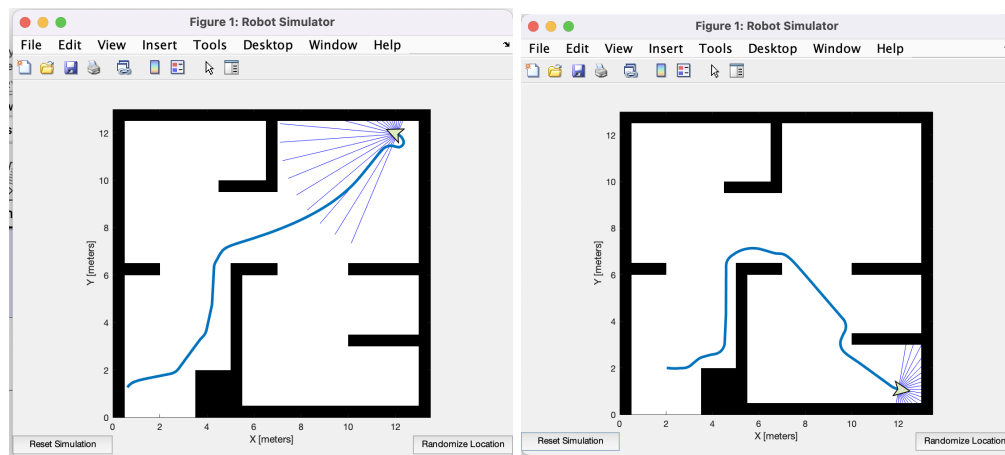 Figure 1: Robot Simulator
File Edit View Insert Tools Desktop Window Help
12
10
8
6
4
2
0
0 2 4 6 8 10 12
Y [meters]
X [meters]
Reset Simulation
Randomize Location
Figure 1: Robot Simulator
File Edit View Insert Tools Desktop Window Help
12
10
8
6
4
2
0
0 2 4 6 8 10 12
Y [meters]
X [meters]
Reset Simulation
Randomize Location